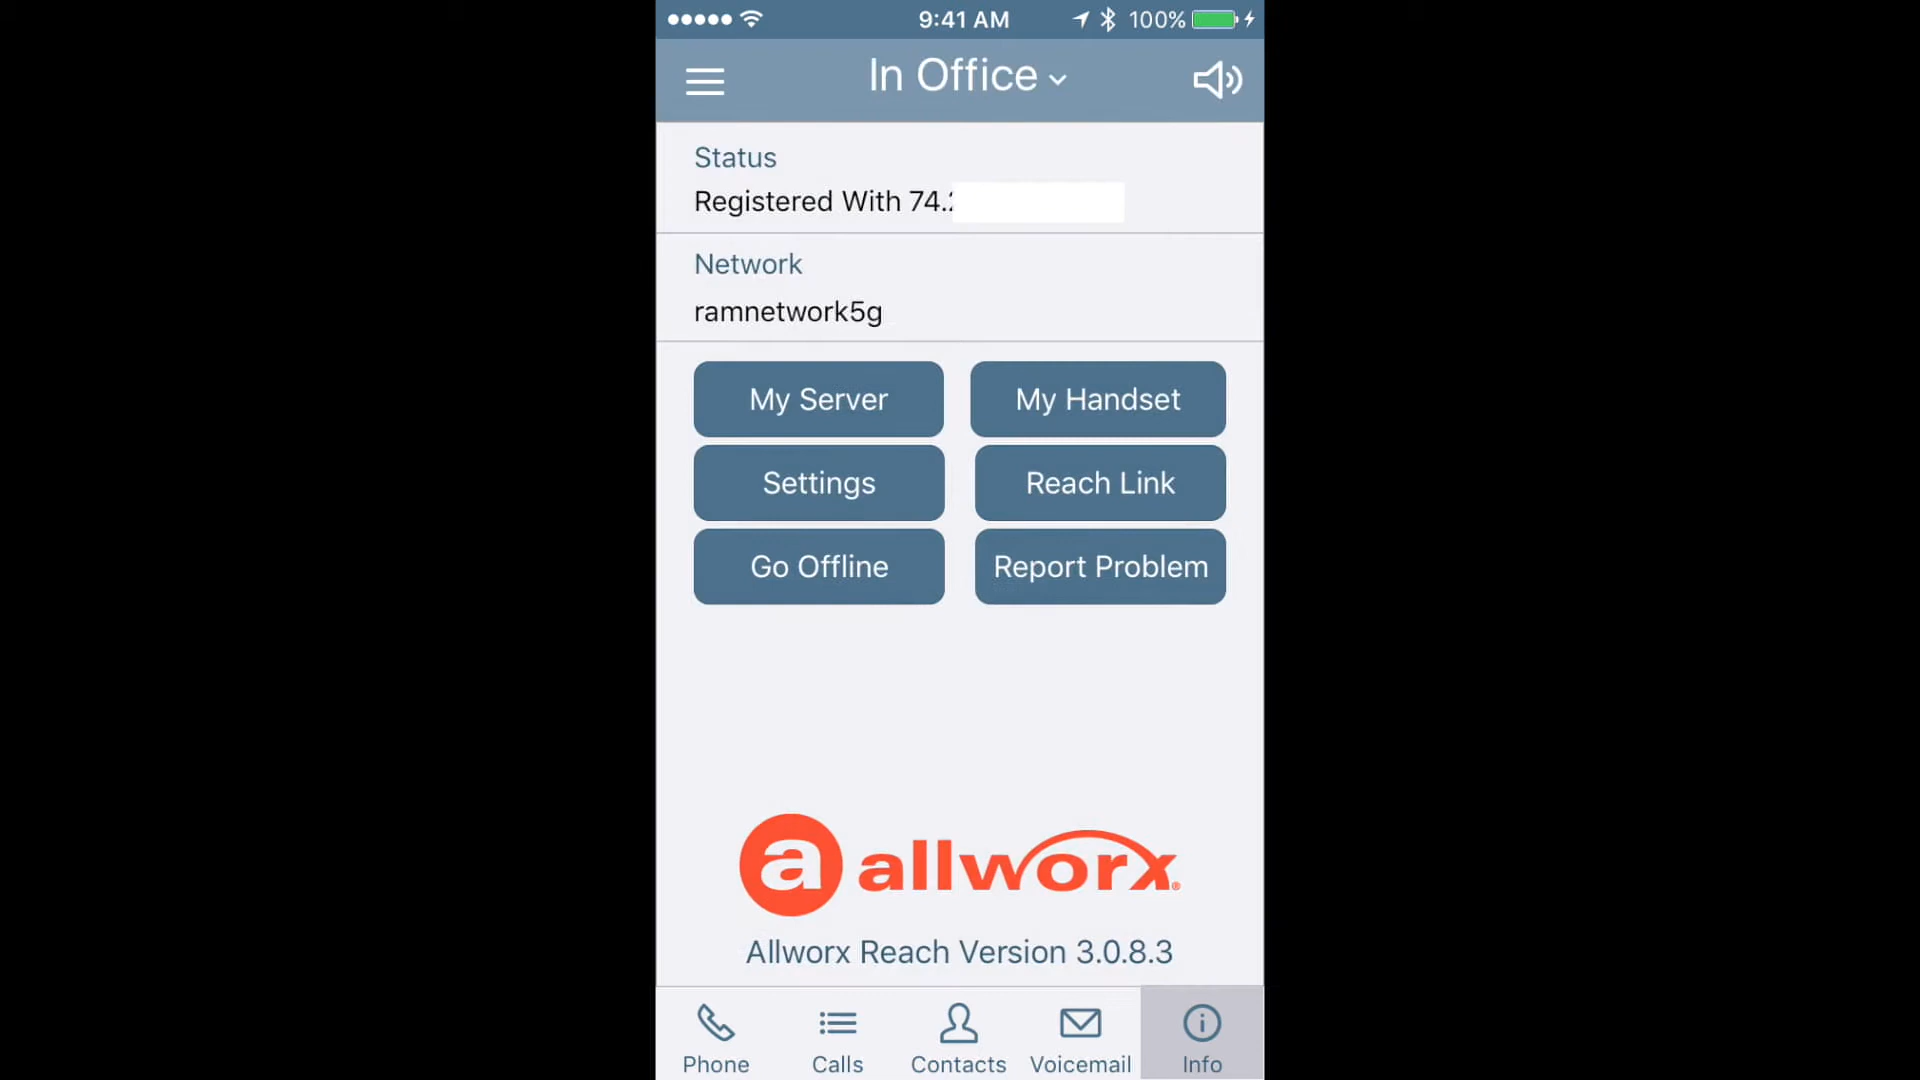 9:41 AM 100%
In Office
Status
Registered With 74.
Network
ramnetwork5g
My Server My Handset
Settings Reach Link
Go Offline Report Problem
a allworx®
Allworx Reach Version 3.0.8.3
Phone Calls Contacts Voicemail Info